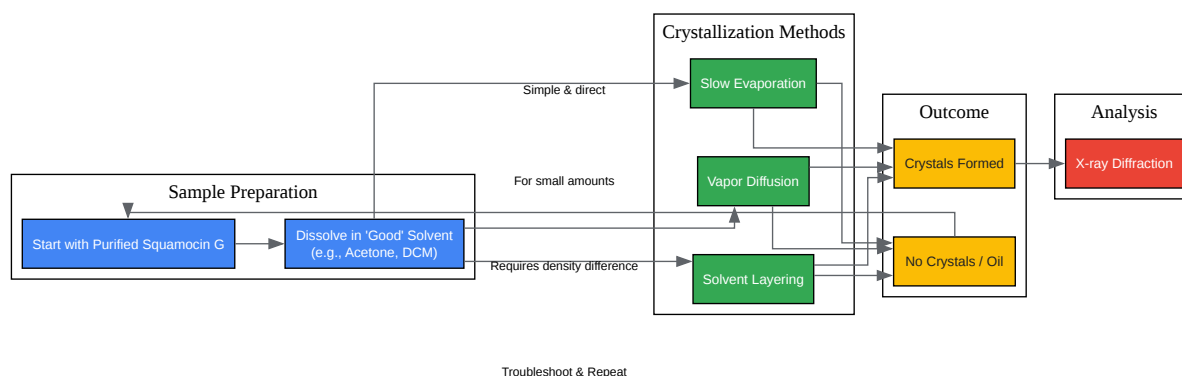 Crystallization Methods
Slow Evaporation
Simple & direct
Outcome
Analysis
Crystals Formed
X-ray Diffraction
Vapor Diffusion
For small amounts
Sample Preparation
Start with Purified Squamocin G
Dissolve in 'Good' Solvent
(e.g., Acetone, DCM)
Requires density difference
Solvent Layering
No Crystals / Oil
Troubleshoot & Repeat